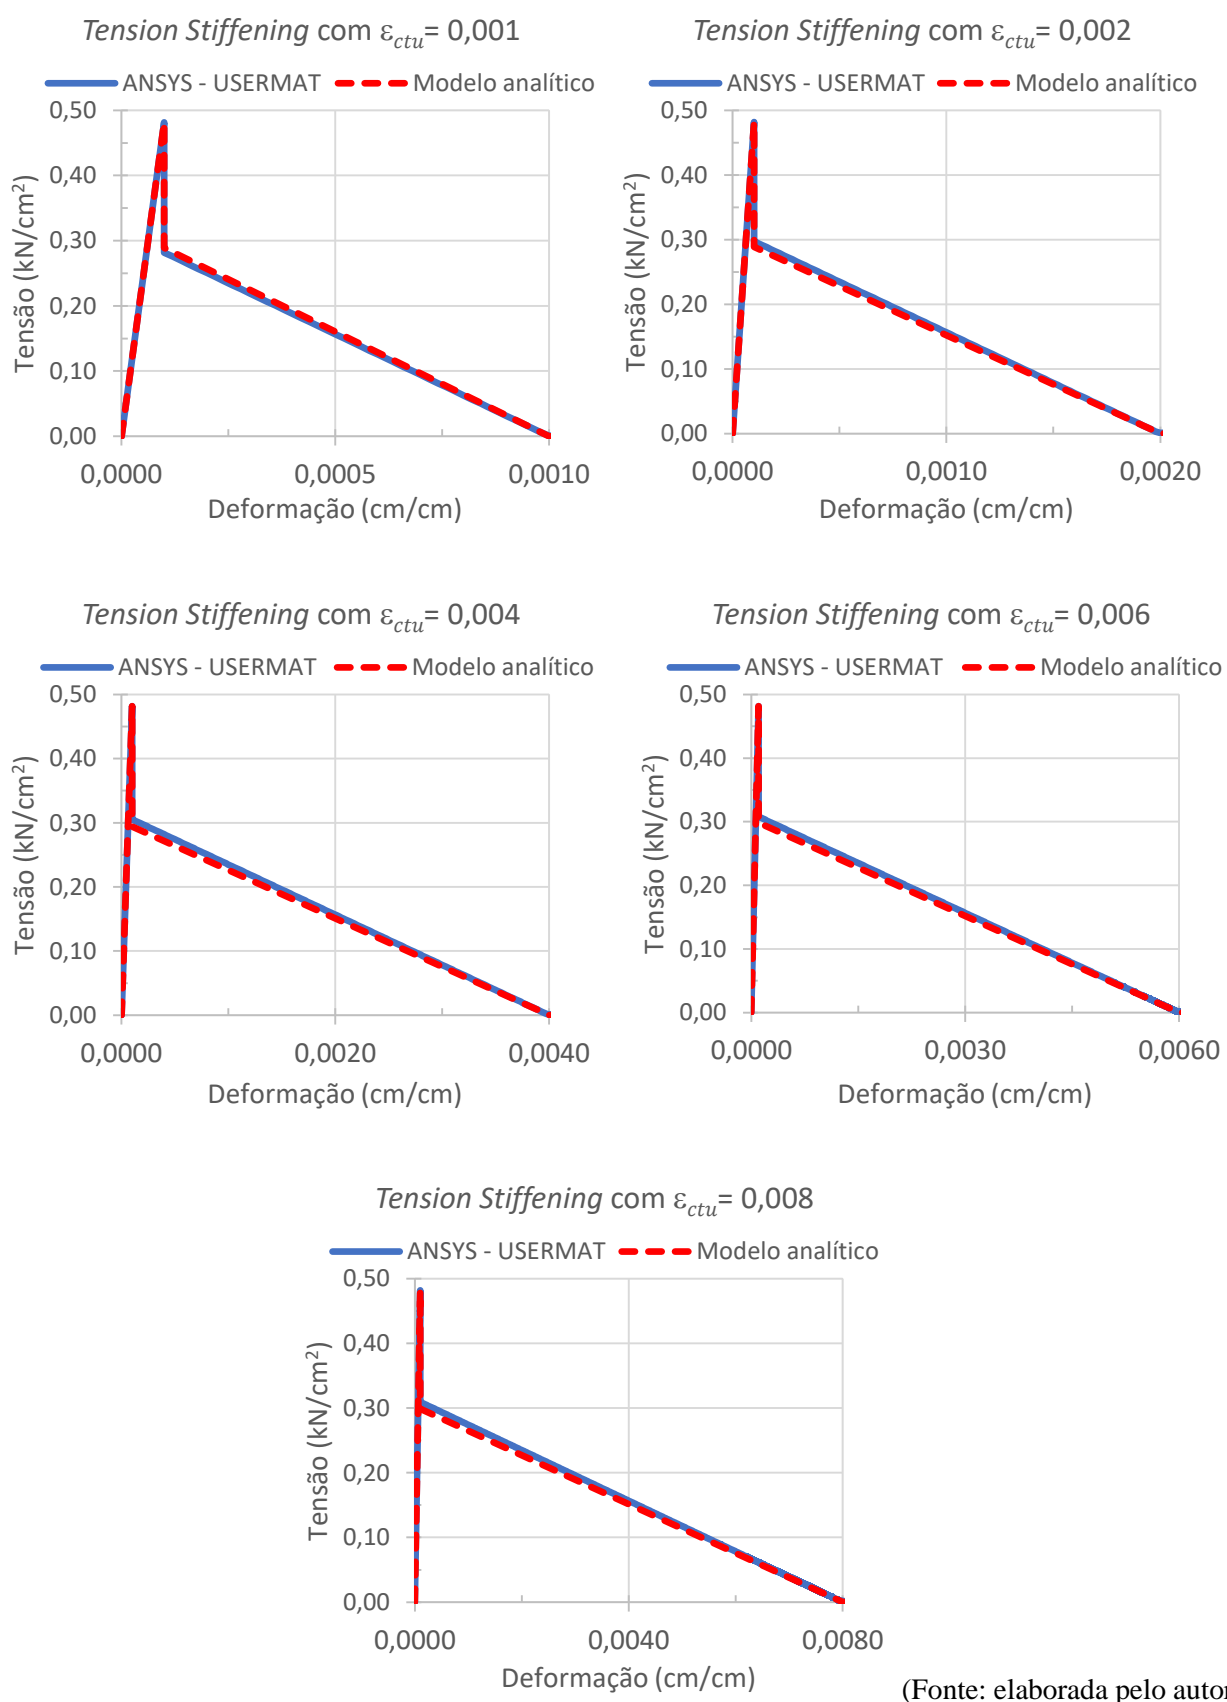 Tension Stiffening com εctu= 0,001
ANSYS - USERMAT Modelo analítico
0,50
0,40
0,30
0,20
0,10
0,00
Tensão (kN/cm²)
0,0000 0,0005 0,0010
Deformação (cm/cm)
Tension Stiffening com εctu= 0,002
ANSYS - USERMAT Modelo analítico
0,50
0,40
0,30
0,20
0,10
0,00
Tensão (kN/cm²)
0,0000 0,0010 0,0020
Deformação (cm/cm)
Tension Stiffening com εctu= 0,004
ANSYS - USERMAT Modelo analítico
0,50
0,40
0,30
0,20
0,10
0,00
Tensão (kN/cm²)
0,0000 0,0020 0,0040
Deformação (cm/cm)
Tension Stiffening com εctu= 0,006
ANSYS - USERMAT Modelo analítico
0,50
0,40
0,30
0,20
0,10
0,00
Tensão (kN/cm²)
0,0000 0,0030 0,0060
Deformação (cm/cm)
Tension Stiffening com εctu= 0,008
ANSYS - USERMAT Modelo analítico
0,50
0,40
0,30
0,20
0,10
0,00
Tensão (kN/cm²)
0,0000 0,0040 0,0080
Deformação (cm/cm)
(Fonte: elaborada pelo autor